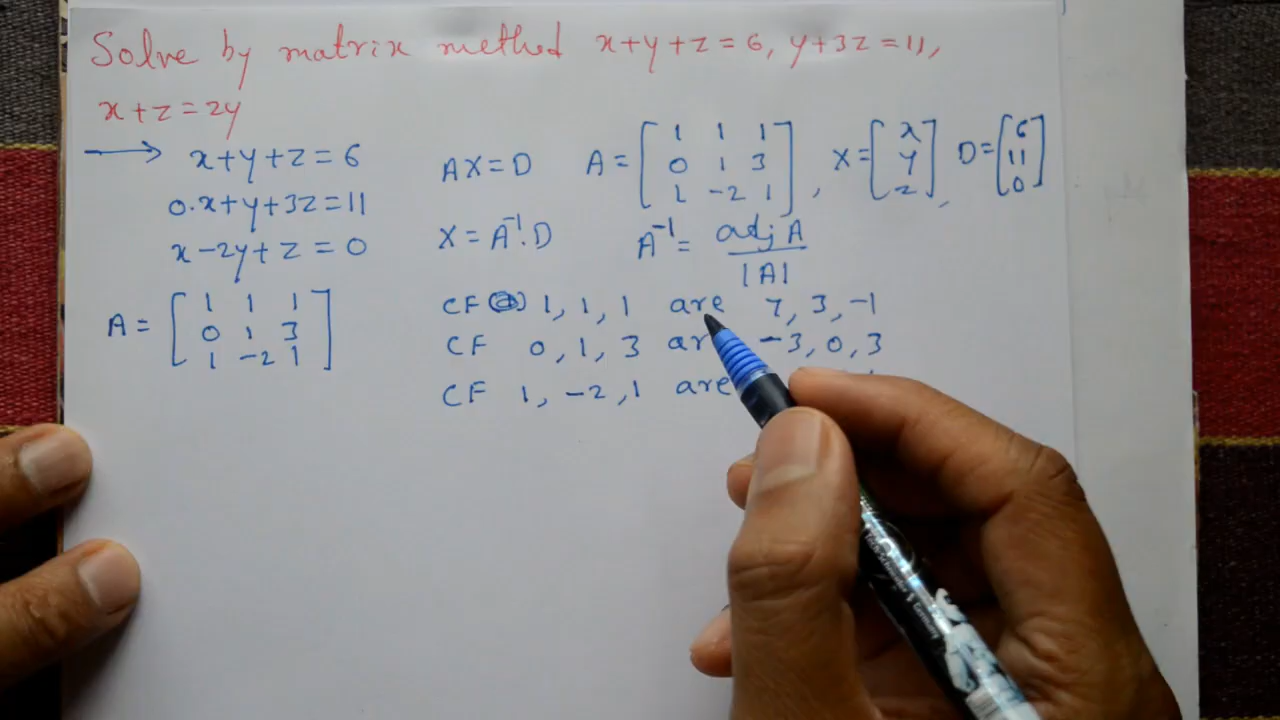 Solve by matrix method x+y+z = 6, y+3z = 11,
x+z = 2y
→ x+y+z = 6
0.x+y+3z = 11
x-2y+z = 0
AX = D A = [1 1 1
0 1 3
1 -2 1], X = [x
y
z], D = [6
11
0]
X = A⁻¹.D A⁻¹ = adj A
|A|
A = [1 1 1
0 1 3
1 -2 1]
CF 1, 1, 1 are 7, 3, -1
CF 0, 1, 3 ar -3, 0, 3
CF 1, -2, 1 are